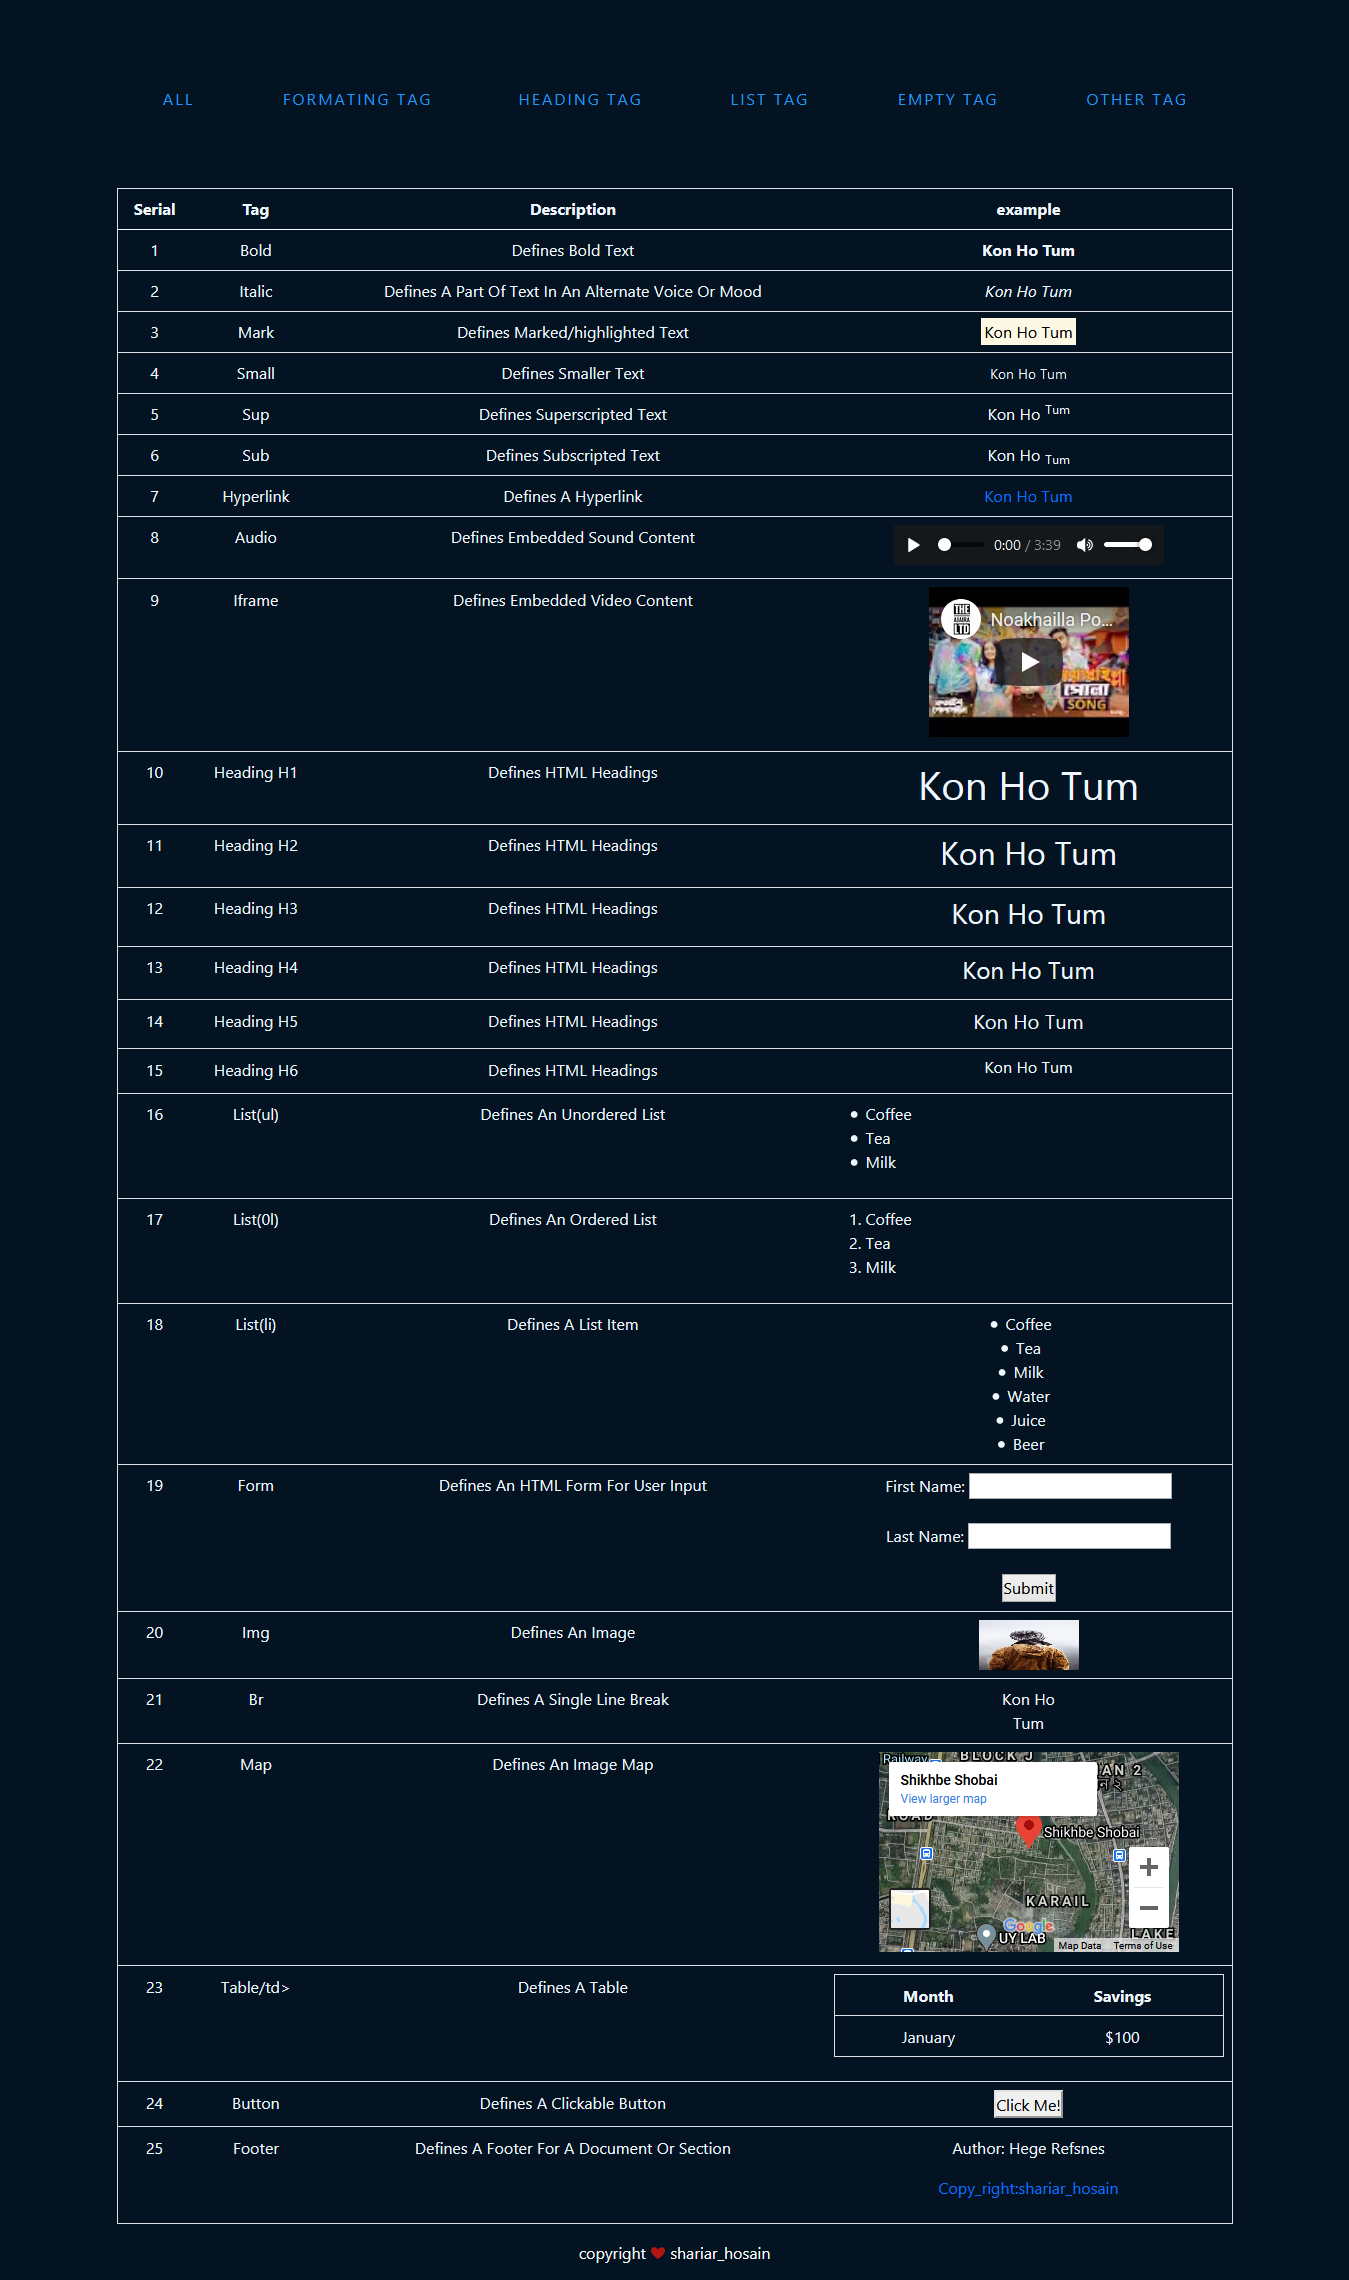 ALL FORMATING TAG HEADING TAG LIST TAG EMPTY TAG OTHER TAG
Serial Tag Description example
1 Bold Defines Bold Text Kon Ho Tum
2 Italic Defines A Part Of Text In An Alternate Voice Or Mood Kon Ho Tum
3 Mark Defines Marked/highlighted Text Kon Ho Tum
4 Small Defines Smaller Text Kon Ho Tum
5 Sup Defines Superscripted Text Kon Ho Tum
6 Sub Defines Subscripted Text Kon Ho Tum
7 Hyperlink Defines A Hyperlink Kon Ho Tum
8 Audio Defines Embedded Sound Content 0:00 / 3:39
9 Iframe Defines Embedded Video Content
THE
AJAIRA
LTD
Noakhailla Po...
পোলা
SONG
10 Heading H1 Defines HTML Headings Kon Ho Tum
11 Heading H2 Defines HTML Headings Kon Ho Tum
12 Heading H3 Defines HTML Headings Kon Ho Tum
13 Heading H4 Defines HTML Headings Kon Ho Tum
14 Heading H5 Defines HTML Headings Kon Ho Tum
15 Heading H6 Defines HTML Headings Kon Ho Tum
16 List(ul) Defines An Unordered List • Coffee
• Tea
• Milk
17 List(0l) Defines An Ordered List 1. Coffee
2. Tea
3. Milk
18 List(li) Defines A List Item • Coffee
• Tea
• Milk
• Water
• Juice
• Beer
19 Form Defines An HTML Form For User Input First Name:
Last Name:
Submit
20 Img Defines An Image
21 Br Defines A Single Line Break Kon Ho
Tum
22 Map Defines An Image Map
Railway BLOCK J
Shikhbe Shobai
View larger map
AN 2
ROAD
Shikhbe Shobai
KARAIL
Google
UY LAB
LAKE
Map Data Terms of Use
23 Table/td> Defines A Table Month Savings
January $100
24 Button Defines A Clickable Button Click Me!
25 Footer Defines A Footer For A Document Or Section Author: Hege Refsnes
Copy_right:shariar_hosain
copyright ❤ shariar_hosain